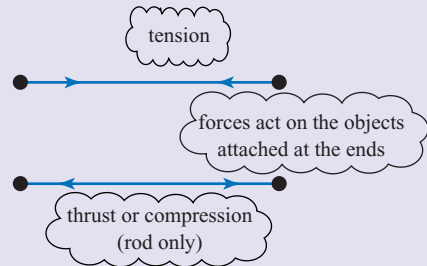 tension
forces act on the objects
attached at the ends
thrust or compression
(rod only)